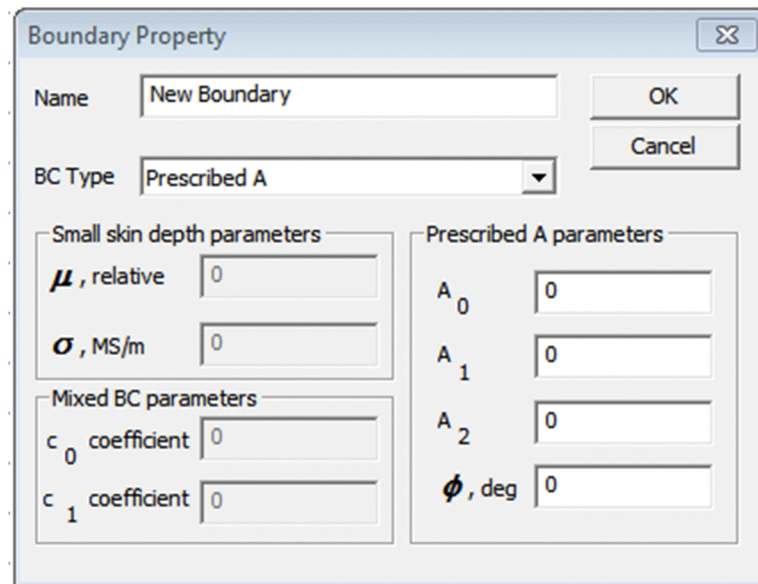 Boundary Property
Name New Boundary OK
Cancel
BC Type Prescribed A
Small skin depth parameters
μ, relative 0
σ, MS/m 0
Mixed BC parameters
c 0 coefficient 0
c 1 coefficient 0
Prescribed A parameters
A 0 0
A 1 0
A 2 0
ϕ, deg 0